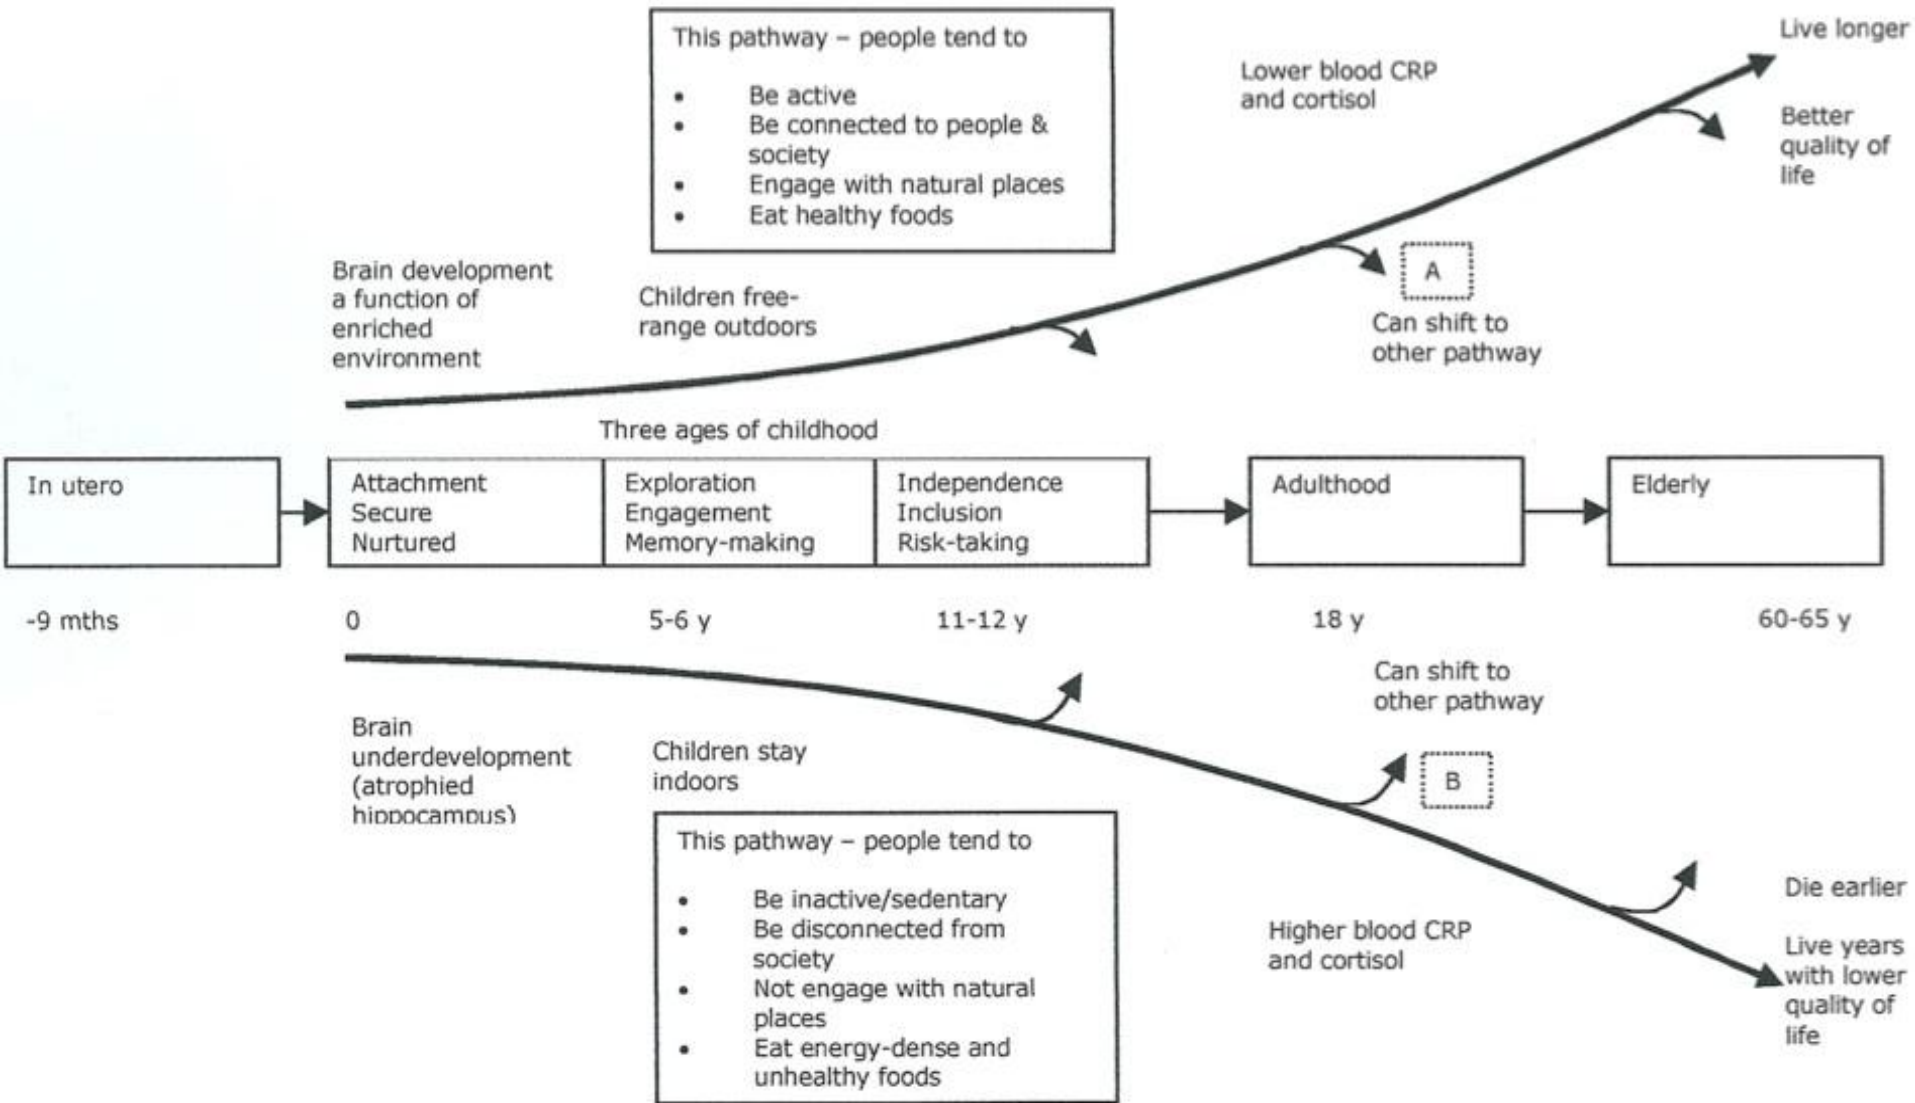 This pathway – people tend to
• Be active
• Be connected to people &
society
• Engage with natural places
• Eat healthy foods
Lower blood CRP
and cortisol
Live longer
Better
quality of
life
Brain development
a function of
enriched
environment
Children free-
range outdoors
A
Can shift to
other pathway
Three ages of childhood
In utero
Attachment
Secure
Nurtured
Exploration
Engagement
Memory-making
Independence
Inclusion
Risk-taking
Adulthood
Elderly
-9 mths
0
5-6 y
11-12 y
18 y
60-65 y
Can shift to
other pathway
B
Brain
underdevelopment
(atrophied
hippocampus)
Children stay
indoors
This pathway – people tend to
• Be inactive/sedentary
• Be disconnected from
society
• Not engage with natural
places
• Eat energy-dense and
unhealthy foods
Higher blood CRP
and cortisol
Die earlier
Live years
with lower
quality of
life